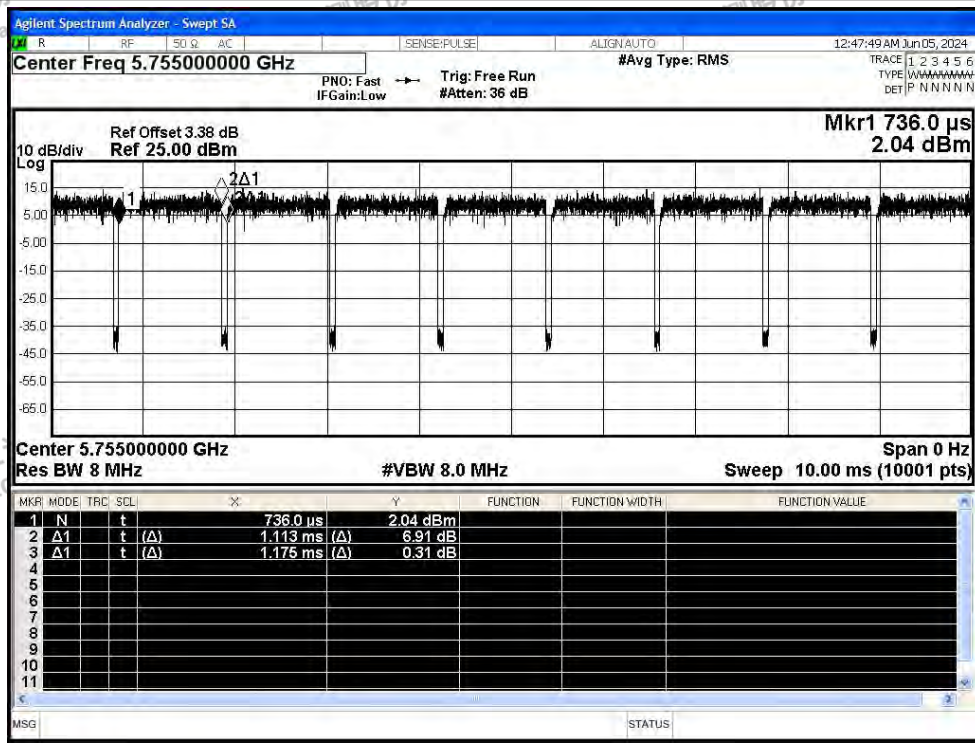 Agilent Spectrum Analyzer - Swept SA
R RF 50 Ω AC SENSE:PULSE ALIGNAUTO 12:47:49 AM Jun 05, 2024
Center Freq 5.755000000 GHz #Avg Type: RMS TRACE 1 2 3 4 5 6
PNO: Fast Trig: Free Run TYPE WWWWWW
IFGain:Low #Atten: 36 dB DET P N N N N N
Mkr1 736.0 µs
Ref Offset 3.38 dB
10 dB/div Ref 25.00 dBm 2.04 dBm
Log
2Δ1
15.0
1
5.00
-5.00
-15.0
-25.0
-35.0
-45.0
-55.0
-65.0
Center 5.755000000 GHz Span 0 Hz
Res BW 8 MHz #VBW 8.0 MHz Sweep 10.00 ms (10001 pts)
MKR MODE TRC SCL X Y FUNCTION FUNCTION WIDTH FUNCTION VALUE
1 N t 736.0 µs 2.04 dBm
2 Δ1 t (Δ) 1.113 ms (Δ) 6.91 dB
3 Δ1 t (Δ) 1.175 ms (Δ) 0.31 dB
4
5
6
7
8
9
10
11
MSG STATUS